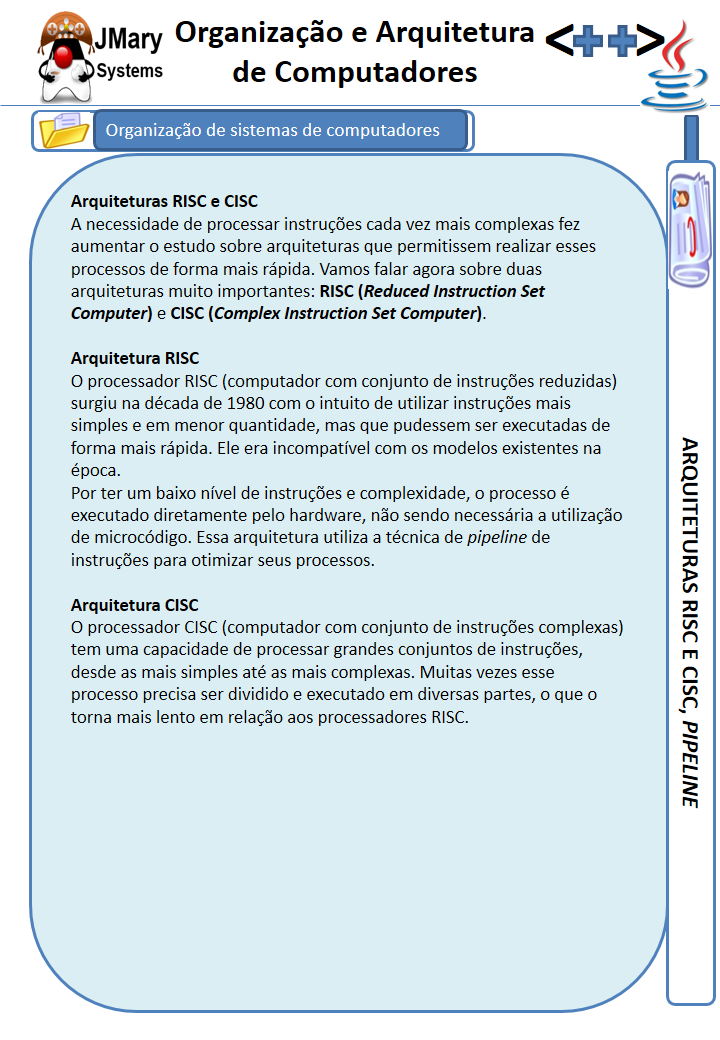 JMary
Systems
Organização e Arquitetura
de Computadores
<++>
Organização de sistemas de computadores
Arquiteturas RISC e CISC
A necessidade de processar instruções cada vez mais complexas fez
aumentar o estudo sobre arquiteturas que permitissem realizar esses
processos de forma mais rápida. Vamos falar agora sobre duas
arquiteturas muito importantes: RISC (Reduced Instruction Set
Computer) e CISC (Complex Instruction Set Computer).
Arquitetura RISC
O processador RISC (computador com conjunto de instruções reduzidas)
surgiu na década de 1980 com o intuito de utilizar instruções mais
simples e em menor quantidade, mas que pudessem ser executadas de
forma mais rápida. Ele era incompatível com os modelos existentes na
época.
Por ter um baixo nível de instruções e complexidade, o processo é
executado diretamente pelo hardware, não sendo necessária a utilização
de microcódigo. Essa arquitetura utiliza a técnica de pipeline de
instruções para otimizar seus processos.
Arquitetura CISC
O processador CISC (computador com conjunto de instruções complexas)
tem uma capacidade de processar grandes conjuntos de instruções,
desde as mais simples até as mais complexas. Muitas vezes esse
processo precisa ser dividido e executado em diversas partes, o que o
torna mais lento em relação aos processadores RISC.
ARQUITETURAS RISC E CISC, PIPELINE